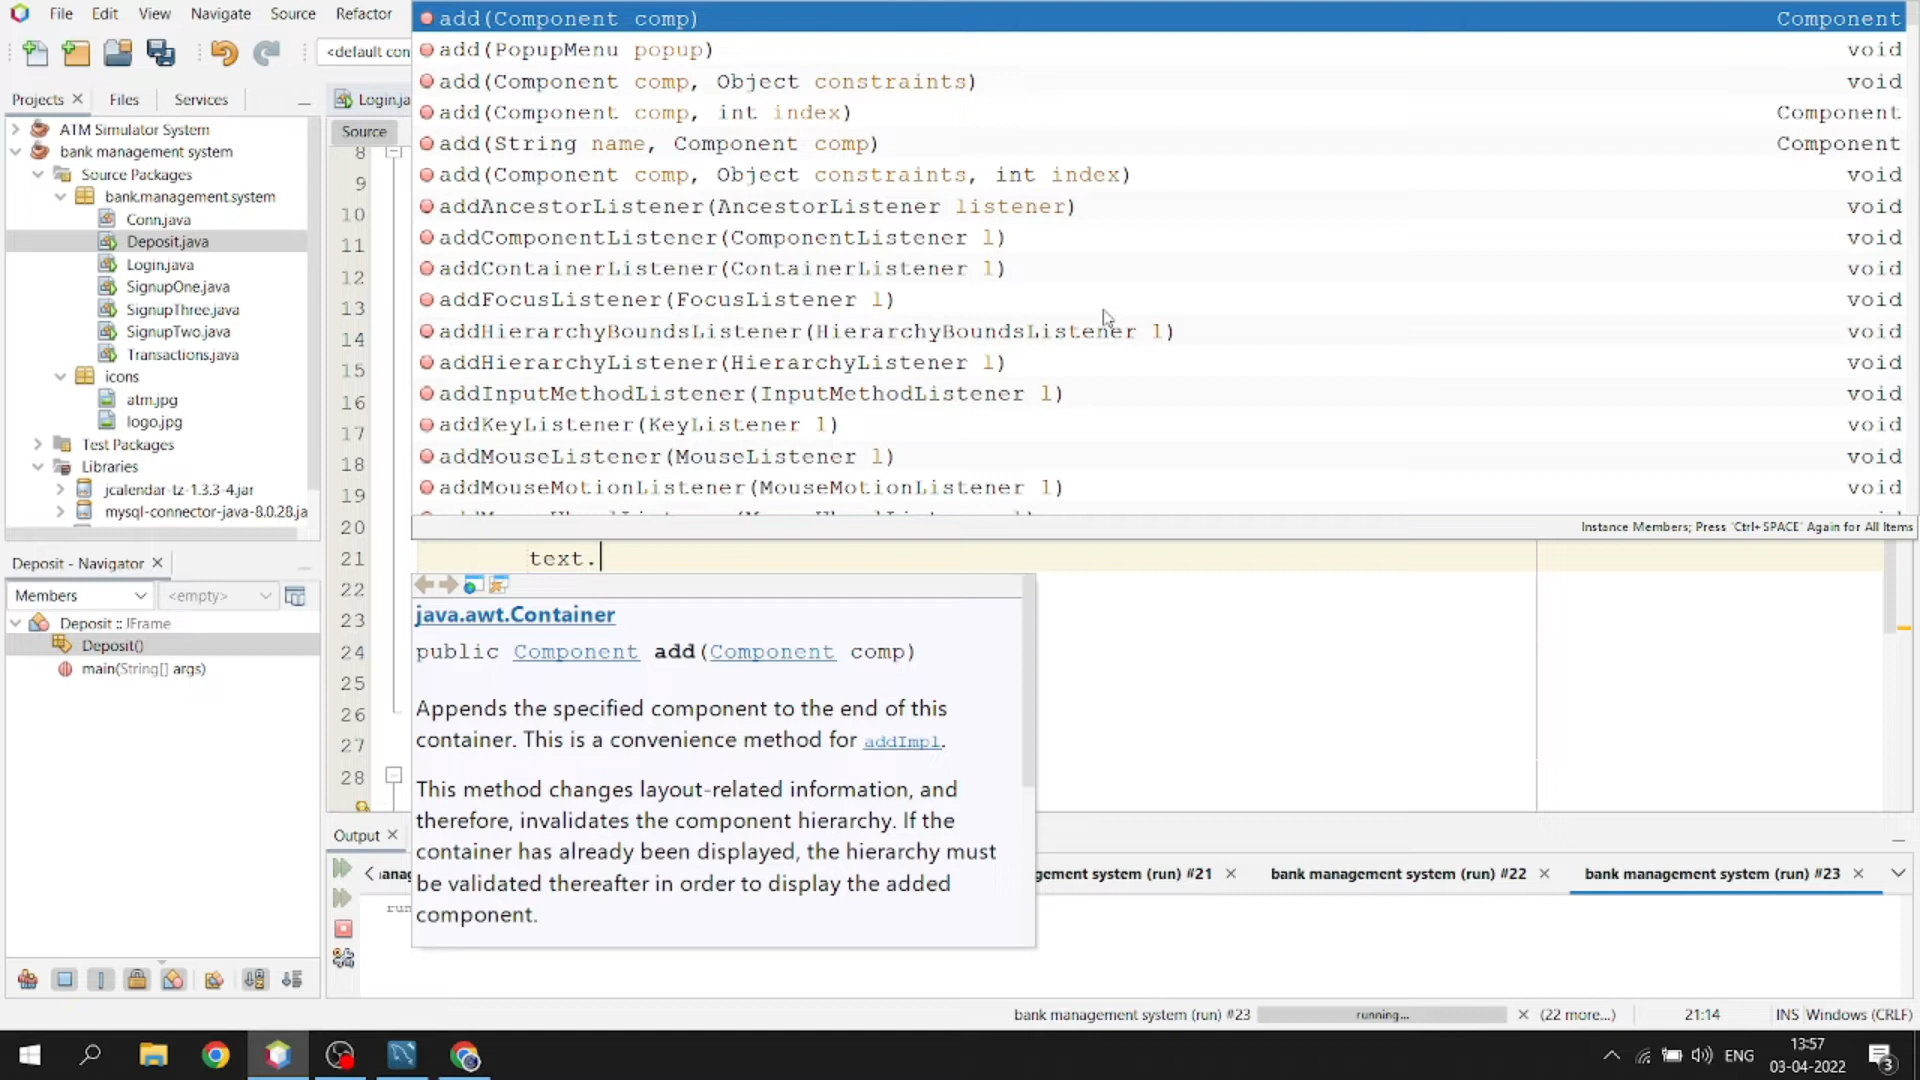 File Edit View Navigate Source Refactor
<default con
Projects Files Services
ATM Simulator System
bank management system
Source Packages
bank.management.system
Conn.java
Deposit.java
Login.java
SignupOne.java
SignupThree.java
SignupTwo.java
Transactions.java
icons
atm.jpg
logo.jpg
Test Packages
Libraries
jcalendar-tz-1.3.3-4.jar
mysql-connector-java-8.0.28.ja
Deposit - Navigator
Members <empty>
Deposit :: JFrame
Deposit()
main(String[] args)
Login.ja
Source
8
9
10
11
12
13
14
15
16
17
18
19
20
21 text.
22
23
24
25
26
27
28
add(Component comp) Component
add(PopupMenu popup) void
add(Component comp, Object constraints) void
add(Component comp, int index) Component
add(String name, Component comp) Component
add(Component comp, Object constraints, int index) void
addAncestorListener(AncestorListener listener) void
addComponentListener(ComponentListener l) void
addContainerListener(ContainerListener l) void
addFocusListener(FocusListener l) void
addHierarchyBoundsListener(HierarchyBoundsListener l) void
addHierarchyListener(HierarchyListener l) void
addInputMethodListener(InputMethodListener l) void
addKeyListener(KeyListener l) void
addMouseListener(MouseListener l) void
addMouseMotionListener(MouseMotionListener l) void
Instance Members; Press 'Ctrl+SPACE' Again for All Items
java.awt.Container
public Component add(Component comp)
Appends the specified component to the end of this
container. This is a convenience method for addImpl.
This method changes layout-related information, and
therefore, invalidates the component hierarchy. If the
container has already been displayed, the hierarchy must
be validated thereafter in order to display the added
component.
Output
anag gement system (run) #21 bank management system (run) #22 bank management system (run) #23
run
bank management system (run) #23 running... (22 more...) 21:14 INS Windows (CRLF)
ENG
13:57
03-04-2022
3